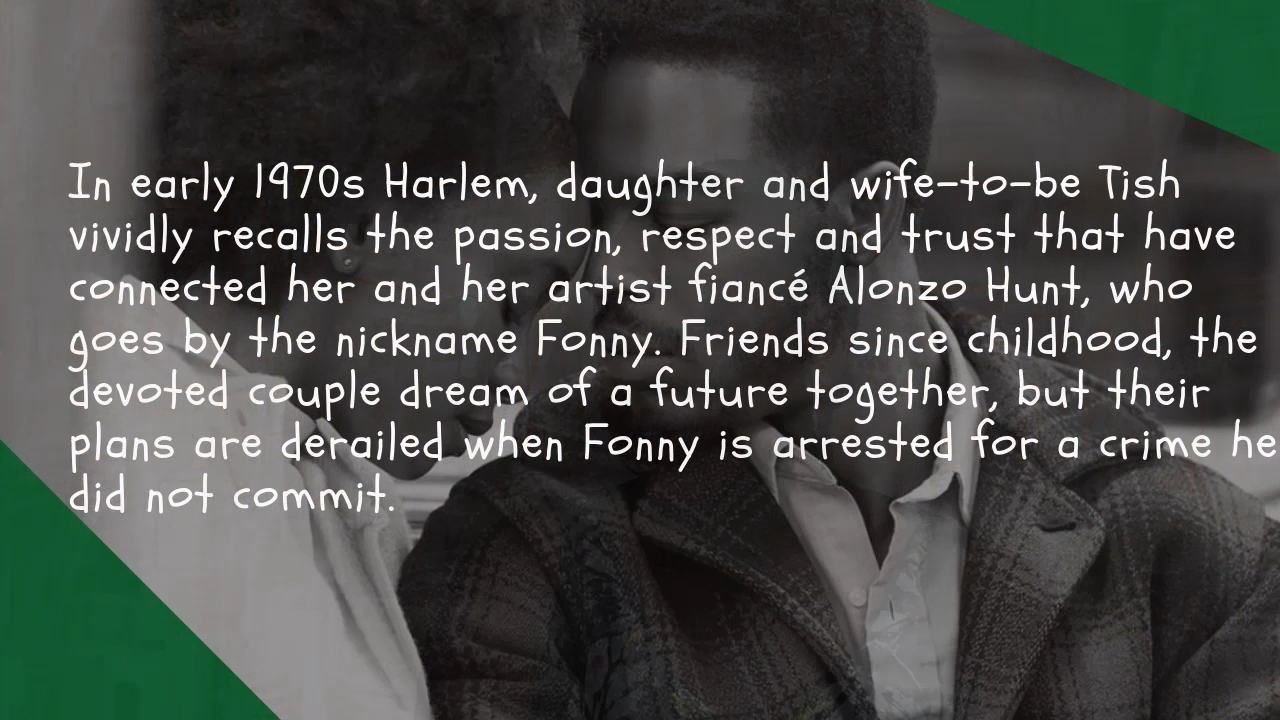 In early 1970s Harlem, daughter and wife-to-be Tish
vividly recalls the passion, respect and trust that have
connected her and her artist fiancé Alonzo Hunt, who
goes by the nickname Fonny. Friends since childhood, the
devoted couple dream of a future together, but their
plans are derailed when Fonny is arrested for a crime he
did not commit.